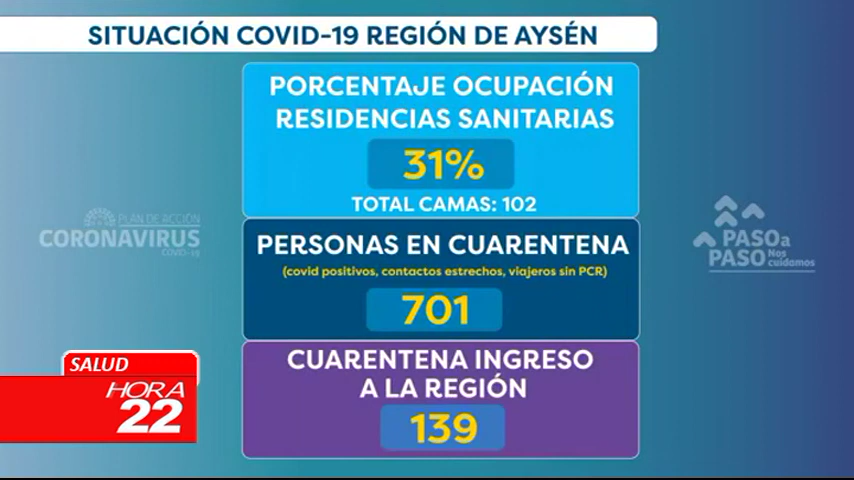 SITUACIÓN COVID-19 REGIÓN DE AYSÉN
PORCENTAJE OCUPACIÓN
RESIDENCIAS SANITARIAS
31%
TOTAL CAMAS: 102
PLAN DE ACCIÓN
CORONAVIRUS
COVID-19
PERSONAS EN CUARENTENA
(covid positivos, contactos estrechos, viajeros sin PCR)
701
PASO a
PASO Nos
cuidamos
CUARENTENA INGRESO
A LA REGIÓN
139
SALUD
HORA
22